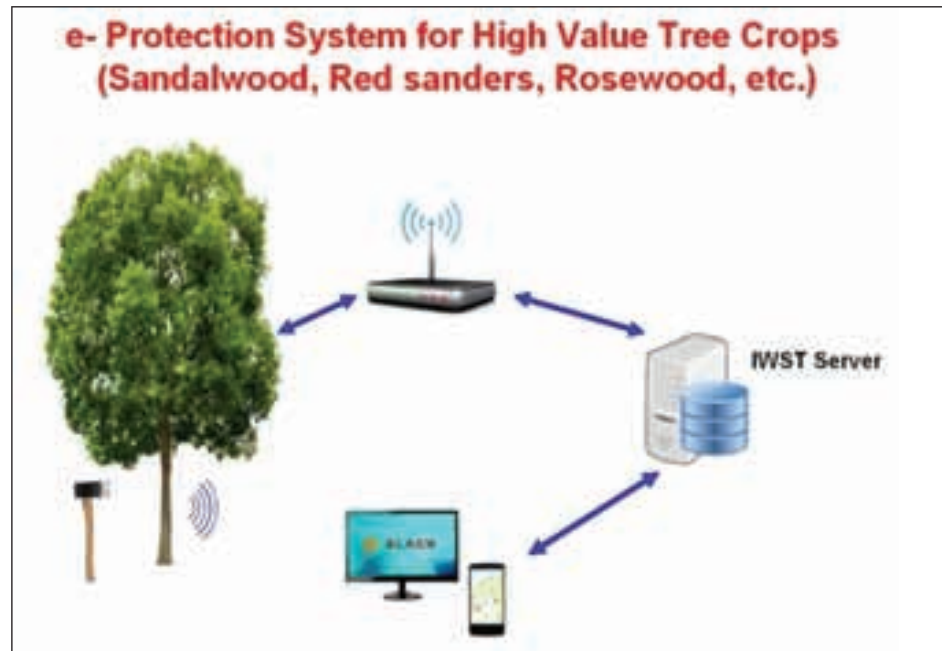 e- Protection System for High Value Tree Crops
(Sandalwood, Red sanders, Rosewood, etc.)
IWST Server